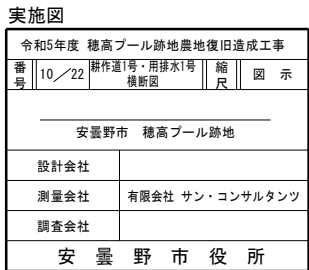 実施図
令和5年度 穂高プール跡地農地復旧造成工事
番号 10／22 耕作道1号・用排水1号横断図 縮尺 図 示
安曇野市 穂高プール跡地
設計会社
測量会社 有限会社 サン・コンサルタンツ
調査会社
安 曇 野 市 役 所